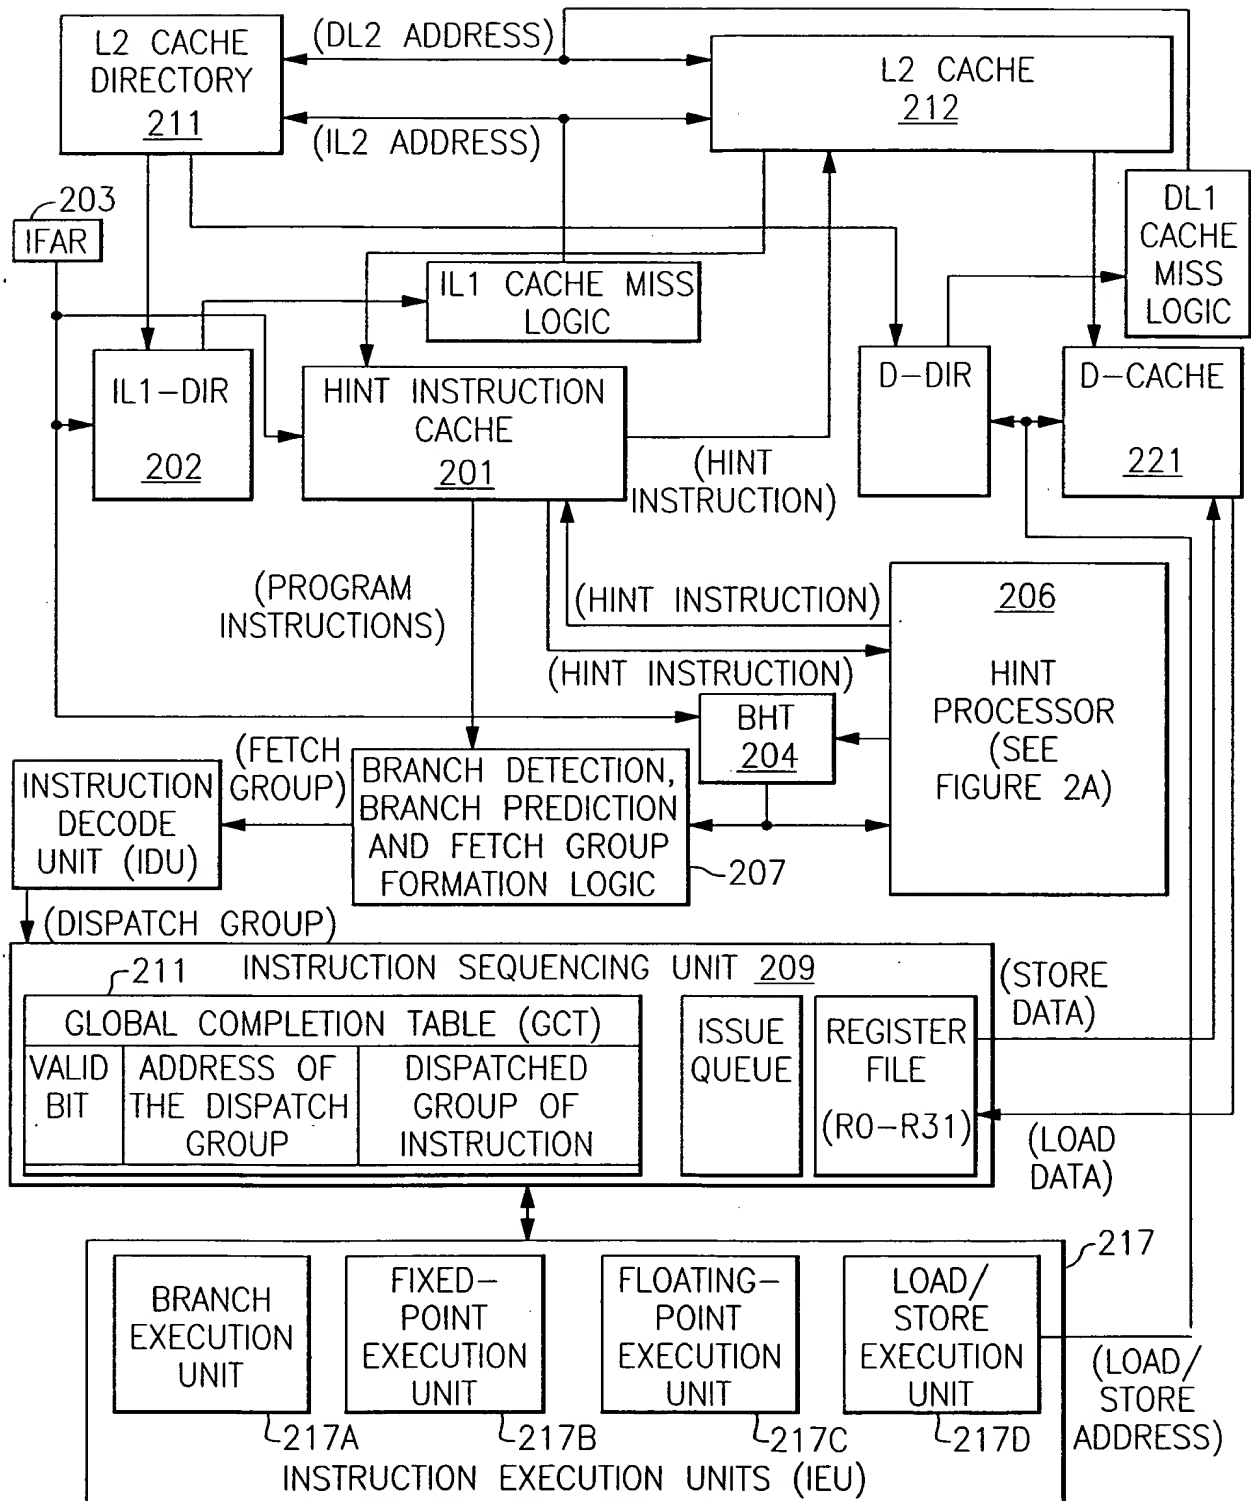 L2 CACHE
DIRECTORY
211
(DL2 ADDRESS)
(IL2 ADDRESS)
L2 CACHE
212
203
IFAR
DL1
CACHE
MISS
LOGIC
IL1 CACHE MISS
LOGIC
IL1-DIR
202
HINT INSTRUCTION
CACHE
201
(HINT
INSTRUCTION)
D-DIR
D-CACHE
221
(PROGRAM
INSTRUCTIONS)
(HINT INSTRUCTION)
(HINT INSTRUCTION)
206
HINT
PROCESSOR
(SEE
FIGURE 2A)
BHT
204
(FETCH
GROUP)
INSTRUCTION
DECODE
UNIT (IDU)
BRANCH DETECTION,
BRANCH PREDICTION
AND FETCH GROUP
FORMATION LOGIC
207
(DISPATCH GROUP)
INSTRUCTION SEQUENCING UNIT 209
211
GLOBAL COMPLETION TABLE (GCT)
VALID
BIT
ADDRESS OF
THE DISPATCH
GROUP
DISPATCHED
GROUP OF
INSTRUCTION
ISSUE
QUEUE
REGISTER
FILE
(R0-R31)
(STORE
DATA)
(LOAD
DATA)
217
BRANCH
EXECUTION
UNIT
FIXED-
POINT
EXECUTION
UNIT
FLOATING-
POINT
EXECUTION
UNIT
LOAD/
STORE
EXECUTION
UNIT
(LOAD/
STORE
ADDRESS)
217A
217B
217C
217D
INSTRUCTION EXECUTION UNITS (IEU)